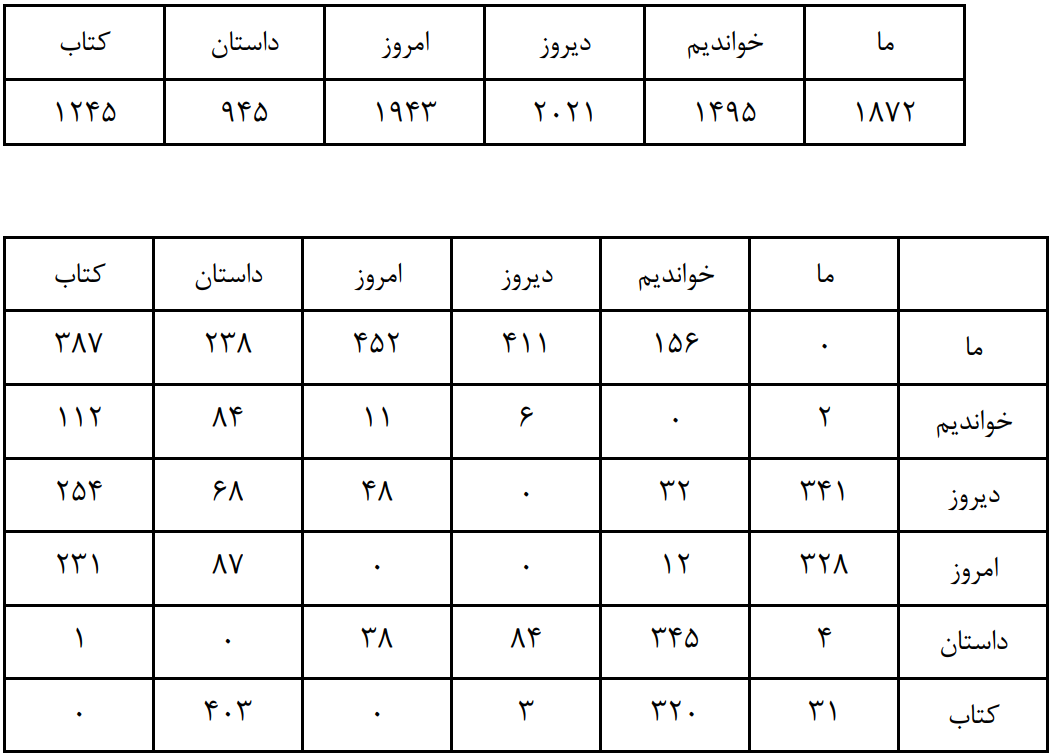 ما خواندیم دیروز امروز داستان کتاب
۱۸۷۲ ۱۴۹۵ ۲۰۲۱ ۱۹۴۳ ۹۴۵ ۱۲۴۵
ما خواندیم دیروز امروز داستان کتاب
ما ۰ ۱۵۶ ۴۱۱ ۴۵۲ ۲۳۸ ۳۸۷
خواندیم ۲ ۰ ۶ ۱۱ ۸۴ ۱۱۲
دیروز ۳۴۱ ۳۲ ۰ ۴۸ ۶۸ ۲۵۴
امروز ۳۲۸ ۱۲ ۰ ۰ ۸۷ ۲۳۱
داستان ۴ ۳۴۵ ۸۴ ۳۸ ۰ ۱
کتاب ۳۱ ۳۲۰ ۳ ۰ ۴۰۳ ۰